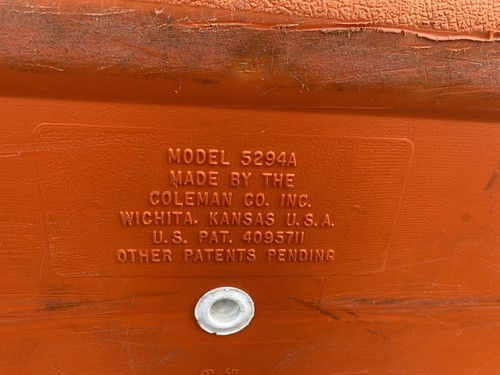 MODEL 5294A
MADE BY THE
COLEMAN CO. INC.
WICHITA, KANSAS U.S.A.
U.S. PAT. 4095711
OTHER PATENTS PENDING